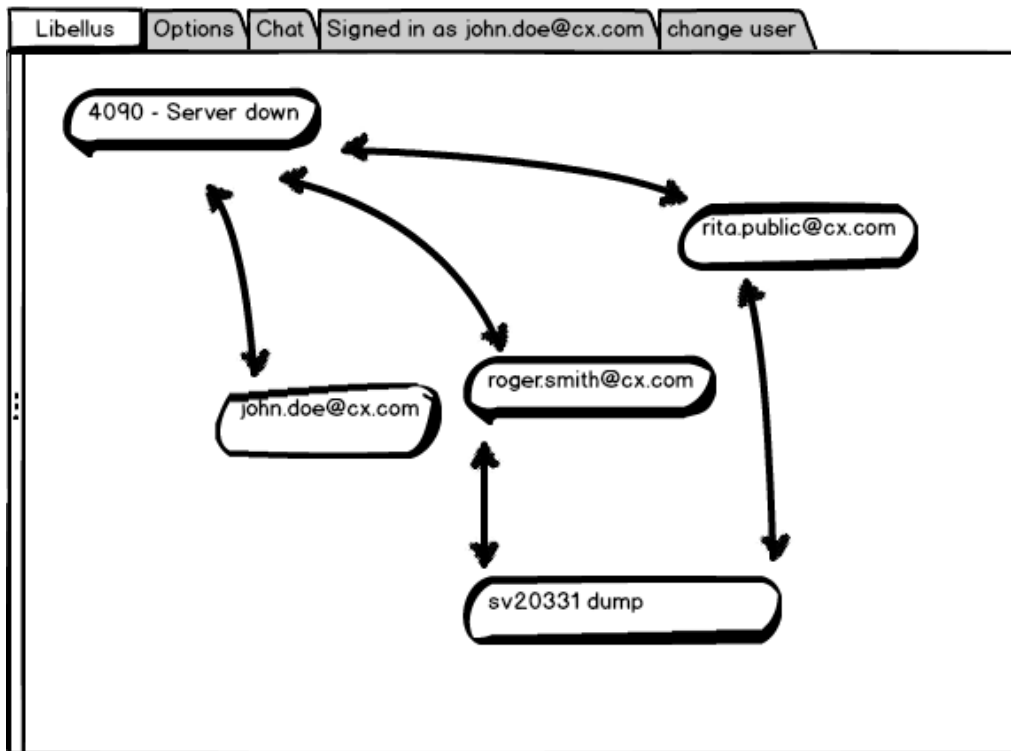 Libellus
Options
Chat
Signed in as john.doe@cx.com
change user
4090 - Server down
rita.public@cx.com
roger.smith@cx.com
john.doe@cx.com
sv20331 dump